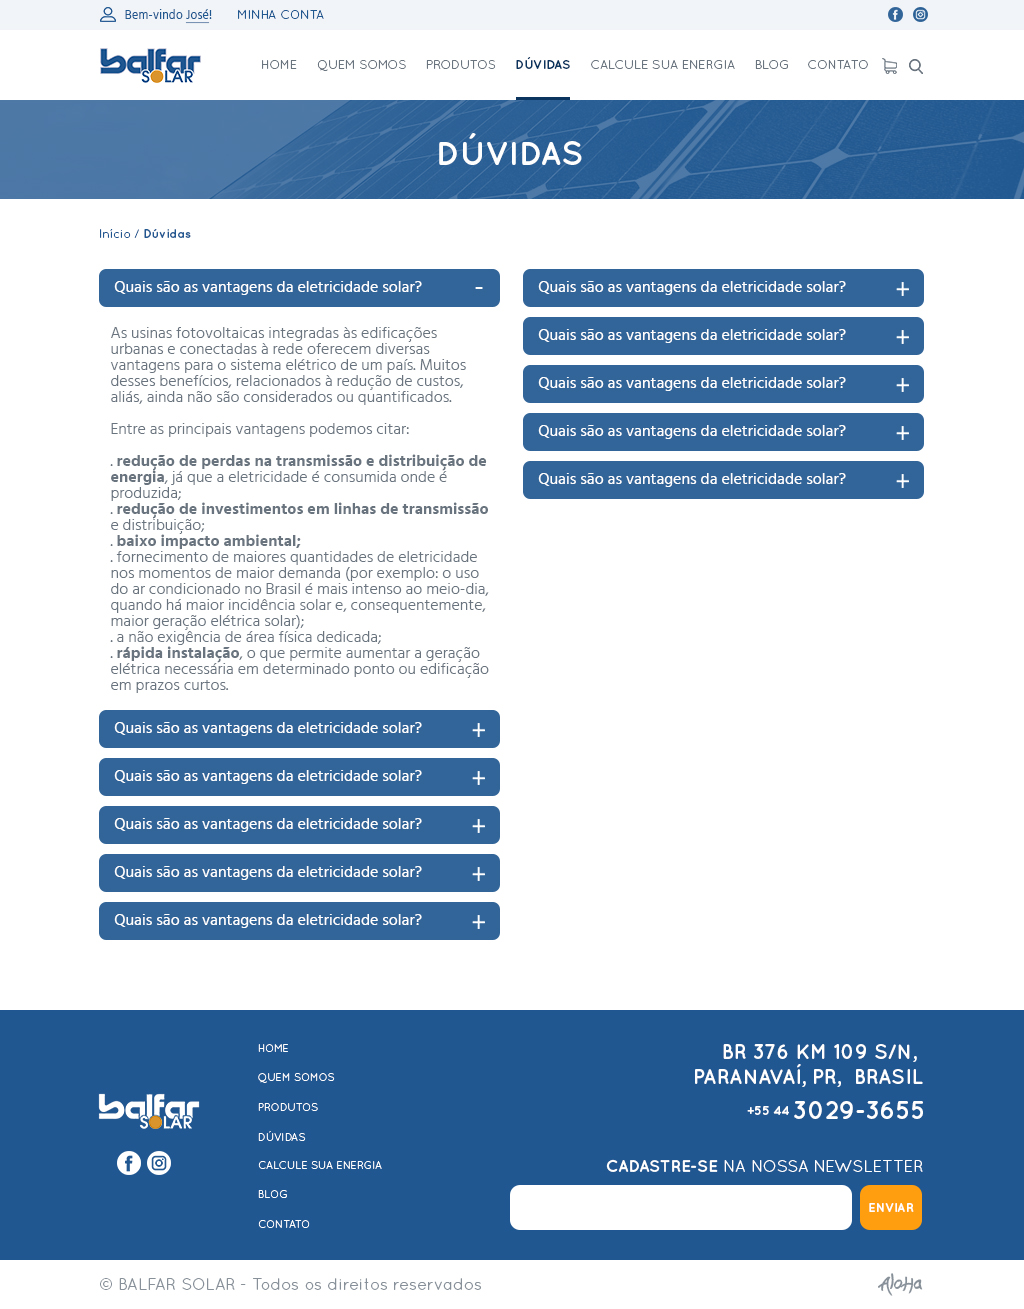 Bem-vindo José! MINHA CONTA
balfar SOLAR
HOME QUEM SOMOS PRODUTOS DÚVIDAS CALCULE SUA ENERGIA BLOG CONTATO
DÚVIDAS
Início / Dúvidas
Quais são as vantagens da eletricidade solar? -
As usinas fotovoltaicas integradas às edificações
urbanas e conectadas à rede oferecem diversas
vantagens para o sistema elétrico de um país. Muitos
desses benefícios, relacionados à redução de custos,
aliás, ainda não são considerados ou quantificados.
Entre as principais vantagens podemos citar:
. redução de perdas na transmissão e distribuição de
energia, já que a eletricidade é consumida onde é
produzida;
. redução de investimentos em linhas de transmissão
e distribuição;
. baixo impacto ambiental;
. fornecimento de maiores quantidades de eletricidade
nos momentos de maior demanda (por exemplo: o uso
do ar condicionado no Brasil é mais intenso ao meio-dia,
quando há maior incidência solar e, consequentemente,
maior geração elétrica solar);
. a não exigência de área física dedicada;
. rápida instalação, o que permite aumentar a geração
elétrica necessária em determinado ponto ou edificação
em prazos curtos.
Quais são as vantagens da eletricidade solar? +
Quais são as vantagens da eletricidade solar? +
Quais são as vantagens da eletricidade solar? +
Quais são as vantagens da eletricidade solar? +
Quais são as vantagens da eletricidade solar? +
Quais são as vantagens da eletricidade solar? +
Quais são as vantagens da eletricidade solar? +
Quais são as vantagens da eletricidade solar? +
Quais são as vantagens da eletricidade solar? +
Quais são as vantagens da eletricidade solar? +
balfar SOLAR
HOME
QUEM SOMOS
PRODUTOS
DÚVIDAS
CALCULE SUA ENERGIA
BLOG
CONTATO
BR 376 KM 109 S/N,
PARANAVAÍ, PR, BRASIL
+55 44 3029-3655
CADASTRE-SE NA NOSSA NEWSLETTER
ENVIAR
© BALFAR SOLAR - Todos os direitos reservados
Aloha